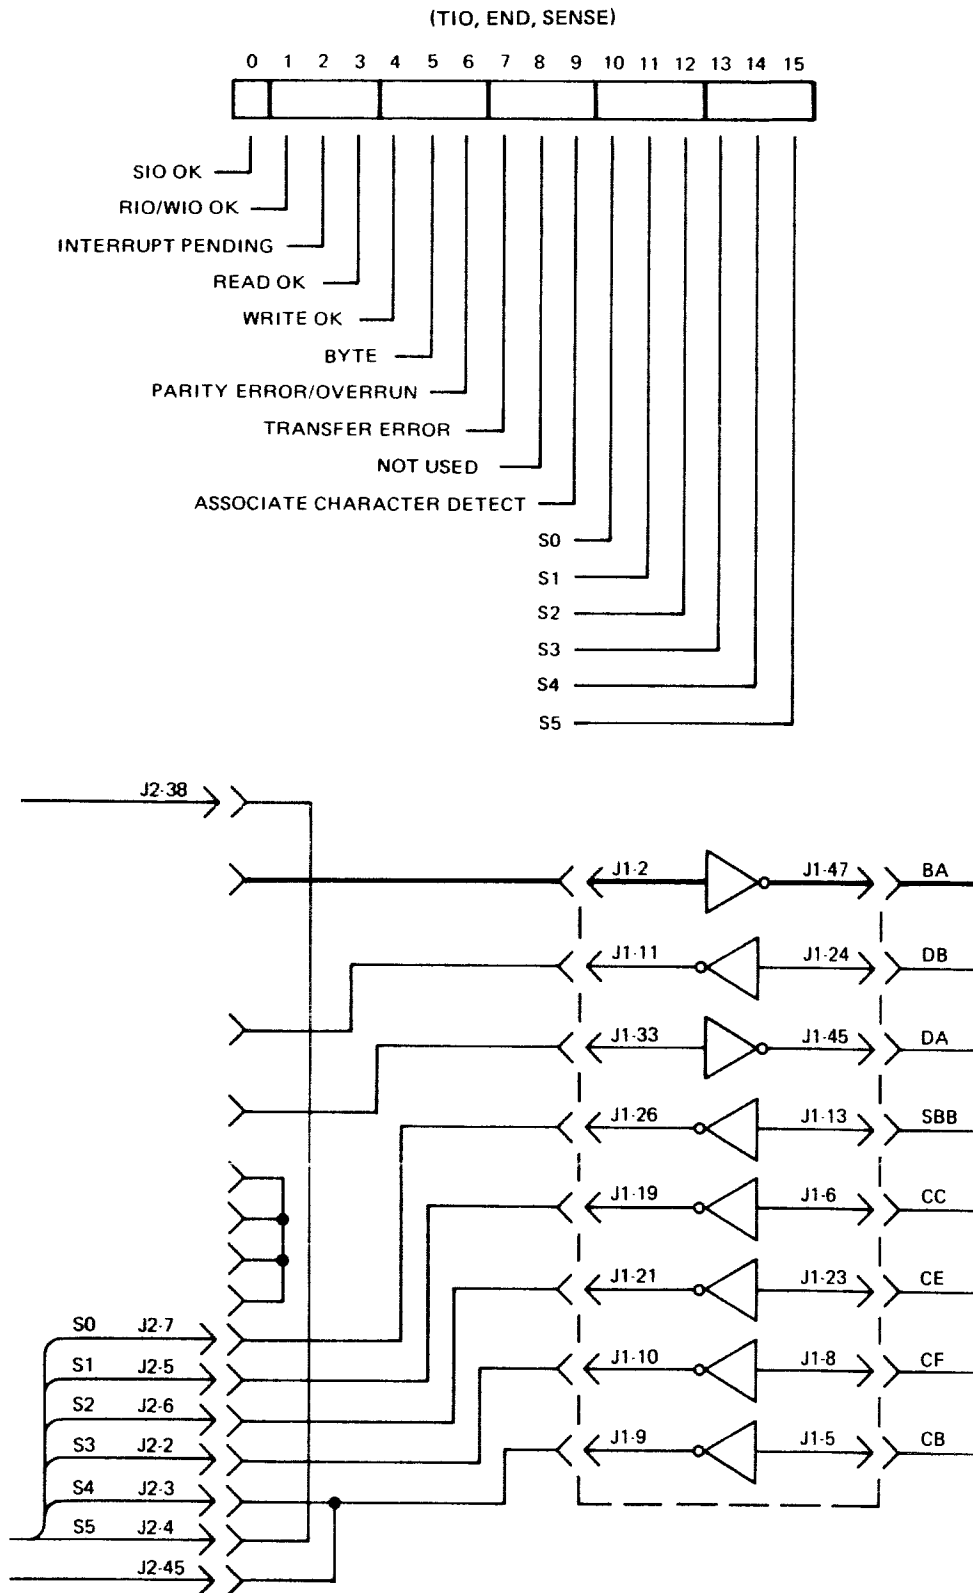 (TIO, END, SENSE)
0 1 2 3 4 5 6 7 8 9 10 11 12 13 14 15
SIO OK
RIO/WIO OK
INTERRUPT PENDING
READ OK
WRITE OK
BYTE
PARITY ERROR/OVERRUN
TRANSFER ERROR
NOT USED
ASSOCIATE CHARACTER DETECT
S0
S1
S2
S3
S4
S5
J2-38
J1-2 J1-47 BA
J1-11 J1-24 DB
J1-33 J1-45 DA
J1-26 J1-13 SBB
J1-19 J1-6 CC
J1-21 J1-23 CE
S0 J2-7
J1-10 J1-8 CF
S1 J2-5
S2 J2-6
J1-9 J1-5 CB
S3 J2-2
S4 J2-3
S5 J2-4
J2-45